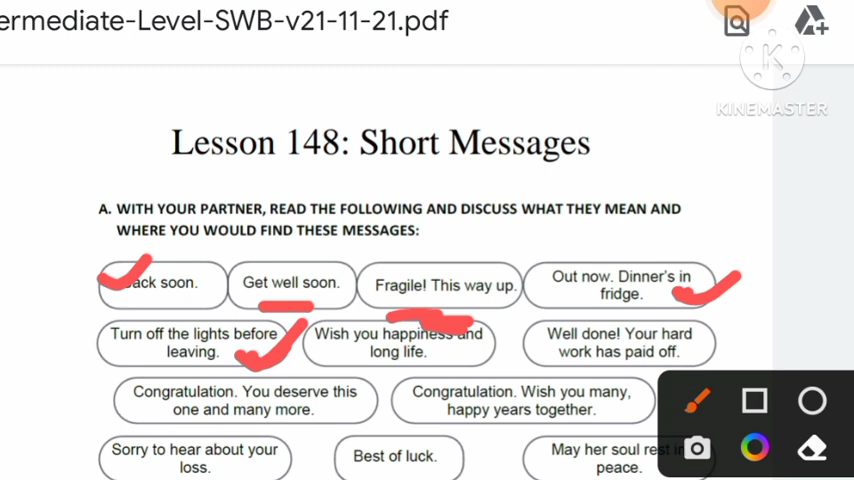 ermediate-Level-SWB-v21-11-21.pdf
KINEMASTER
Lesson 148: Short Messages
A. WITH YOUR PARTNER, READ THE FOLLOWING AND DISCUSS WHAT THEY MEAN AND
WHERE YOU WOULD FIND THESE MESSAGES:
ack soon.
Get well soon.
Fragile! This way up.
Out now. Dinner's in
fridge.
Turn off the lights before
leaving.
Wish you happiness and
long life.
Well done! Your hard
work has paid off.
Congratulation. You deserve this
one and many more.
Congratulation. Wish you many,
happy years together.
Sorry to hear about your
loss.
Best of luck.
May her soul rest in
peace.